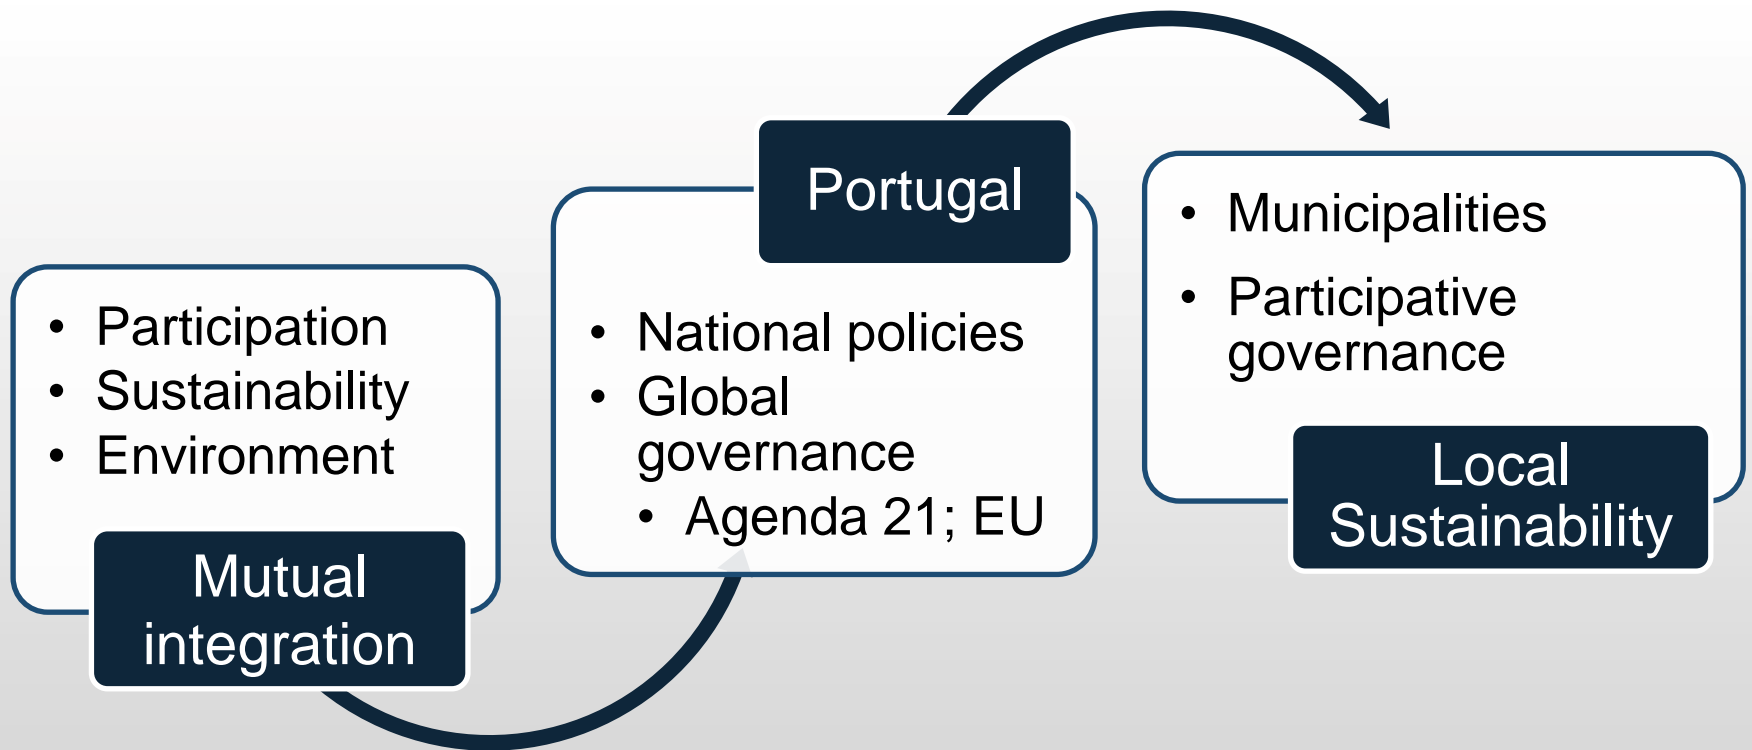 • Participation
• Sustainability
• Environment
Mutual
integration
Portugal
• National policies
• Global
governance
• Agenda 21; EU
• Municipalities
• Participative
governance
Local
Sustainability